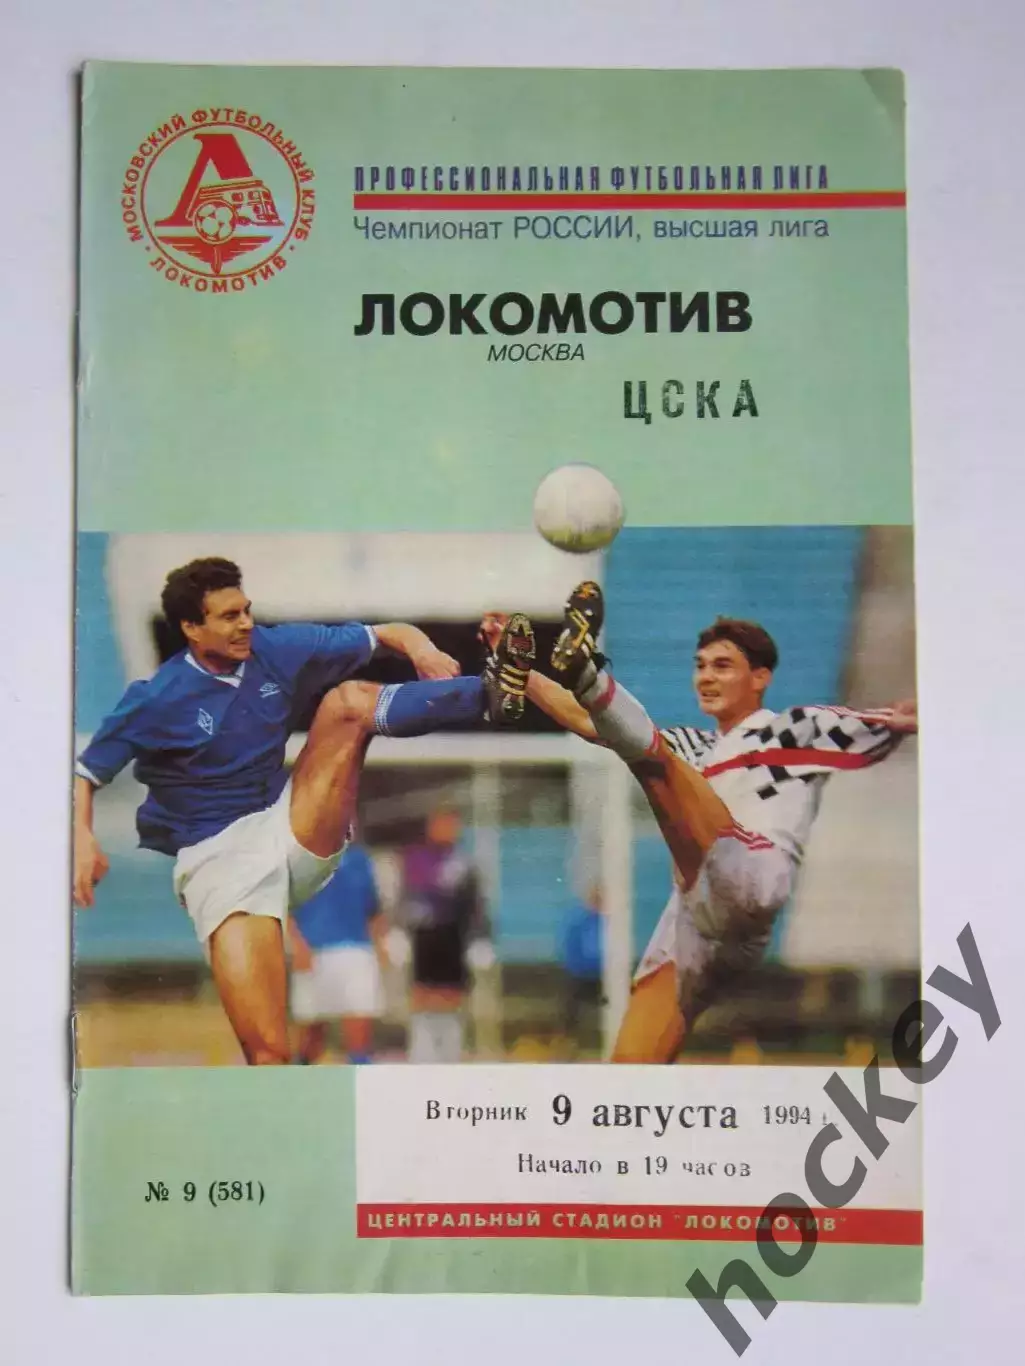 МОСКОВСКИЙ ФУТБОЛЬНЫЙ КЛУБ
· ЛОКОМОТИВ ·
ПРОФЕССИОНАЛЬНАЯ ФУТБОЛЬНАЯ ЛИГА
Чемпионат РОССИИ, высшая лига
ЛОКОМОТИВ
МОСКВА
ЦСКА
Вторник 9 августа 1994 г.
Начало в 19 часов
№ 9 (581)
ЦЕНТРАЛЬНЫЙ СТАДИОН "ЛОКОМОТИВ"
hockey